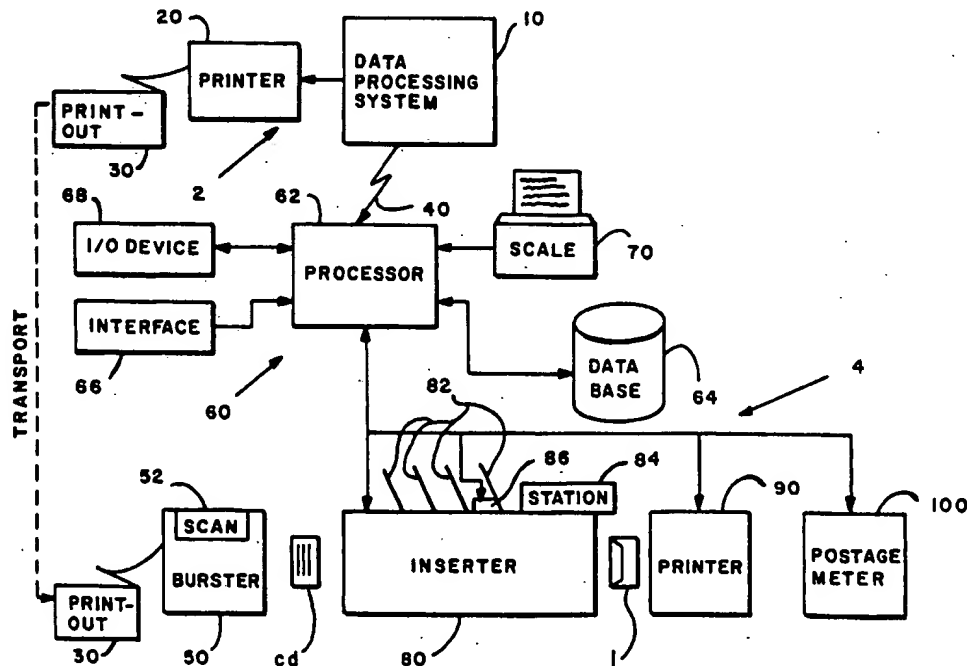 20
10
PRINTER
DATA
PROCESSING
SYSTEM
PRINT-
OUT
30
2
68
62
40
I/O DEVICE
PROCESSOR
SCALE
70
INTERFACE
66
60
DATA
BASE
64
4
TRANSPORT
82
86
84
STATION
52
SCAN
BURSTER
INSERTER
90
PRINTER
100
POSTAGE
METER
PRINT-
OUT
30
50
cd
80
I